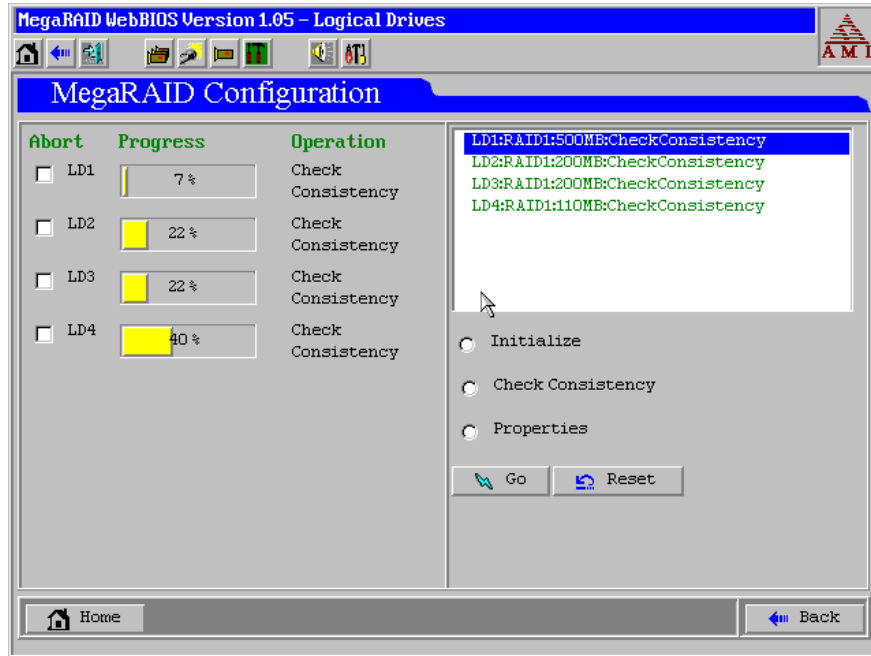 MegaRAID WebBIOS Version 1.05 – Logical Drives
AMI
MegaRAID Configuration
Abort Progress Operation
LD1 7 % Check
Consistency
LD2 22 % Check
Consistency
LD3 22 % Check
Consistency
LD4 40 % Check
Consistency
LD1:RAID1:500MB:CheckConsistency
LD2:RAID1:200MB:CheckConsistency
LD3:RAID1:200MB:CheckConsistency
LD4:RAID1:110MB:CheckConsistency
Initialize
Check Consistency
Properties
Go Reset
Home Back